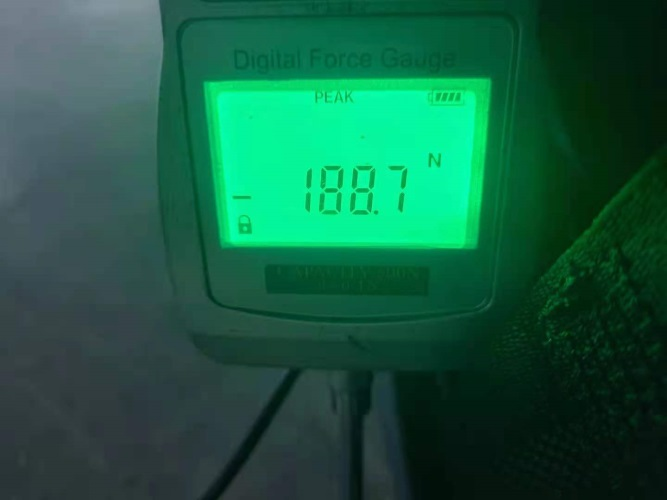 Digital Force Gauge
PEAK
N
188.7
—